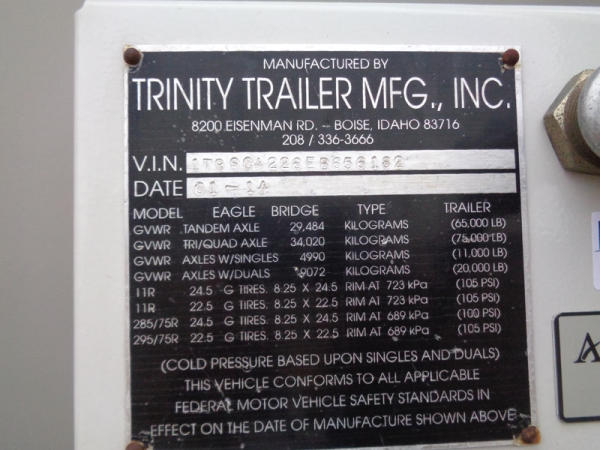 MANUFACTURED BY
TRINITY TRAILER MFG., INC.
8200 EISENMAN RD. – BOISE, IDAHO 83716
208 / 336-3666
V.I.N.
DATE 01-14
MODEL EAGLE BRIDGE TYPE TRAILER
GVWR TANDEM AXLE 29,484 KILOGRAMS (65,000 LB)
GVWR TRI/QUAD AXLE 34,020 KILOGRAMS (75,000 LB)
GVWR AXLES W/SINGLES 4990 KILOGRAMS (11,000 LB)
GVWR AXLES W/DUALS 9072 KILOGRAMS (20,000 LB)
11R 24.5 G TIRES. 8.25 X 24.5 RIM AT 723 kPa (105 PSI)
11R 22.5 G TIRES. 8.25 X 22.5 RIM AT 723 kPa (105 PSI)
285/75R 24.5 G TIRES. 8.25 X 24.5 RIM AT 689 kPa (100 PSI)
295/75R 22.5 G TIRES. 8.25 X 22.5 RIM AT 689 kPa (105 PSI)
(COLD PRESSURE BASED UPON SINGLES AND DUALS)
THIS VEHICLE CONFORMS TO ALL APPLICABLE
FEDERAL MOTOR VEHICLE SAFETY STANDARDS IN
EFFECT ON THE DATE OF MANUFACTURE SHOWN ABOVE